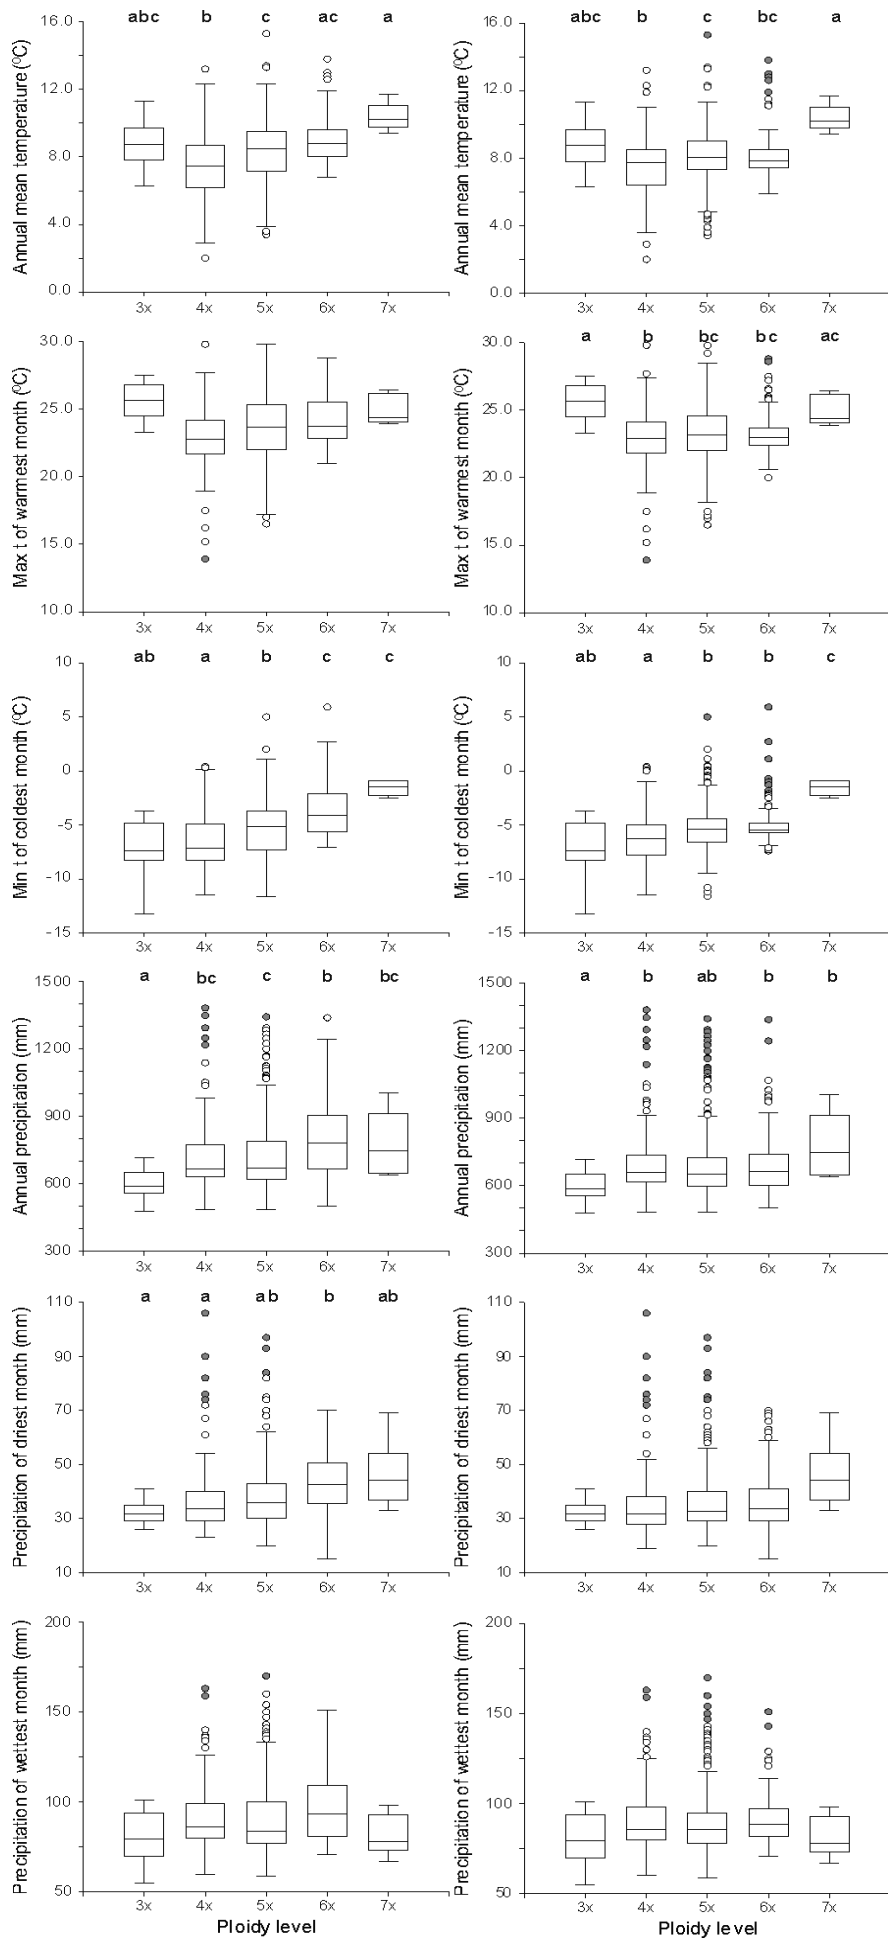 Annual mean temperature (ºC)
16.0
12.0
8.0
4.0
0.0
abc b c ac a
3x 4x 5x 6x 7x
Annual mean temperature (ºC)
16.0
12.0
8.0
4.0
0.0
abc b c bc a
3x 4x 5x 6x 7x
Max t of warmest month (ºC)
30.0
25.0
20.0
15.0
10.0
3x 4x 5x 6x 7x
Max t of warmest month (ºC)
30.0
25.0
20.0
15.0
10.0
a b bc bc ac
3x 4x 5x 6x 7x
Min t of coldest month (ºC)
10
5
0
-5
-10
-15
ab a b c c
3x 4x 5x 6x 7x
Min t of coldest month (ºC)
10
5
0
-5
-10
-15
ab a b b c
3x 4x 5x 6x 7x
Annual precipitation (mm)
1500
1200
900
600
300
a bc c b bc
3x 4x 5x 6x 7x
Annual precipitation (mm)
1500
1200
900
600
300
a b ab b b
3x 4x 5x 6x 7x
Precipitation of driest month (mm)
110
90
70
50
30
10
a a ab b ab
3x 4x 5x 6x 7x
Precipitation of driest month (mm)
110
90
70
50
30
10
3x 4x 5x 6x 7x
Precipitation of wettest month (mm)
200
150
100
50
3x 4x 5x 6x 7x
Ploidy level
Precipitation of wettest month (mm)
200
150
100
50
3x 4x 5x 6x 7x
Ploidy level